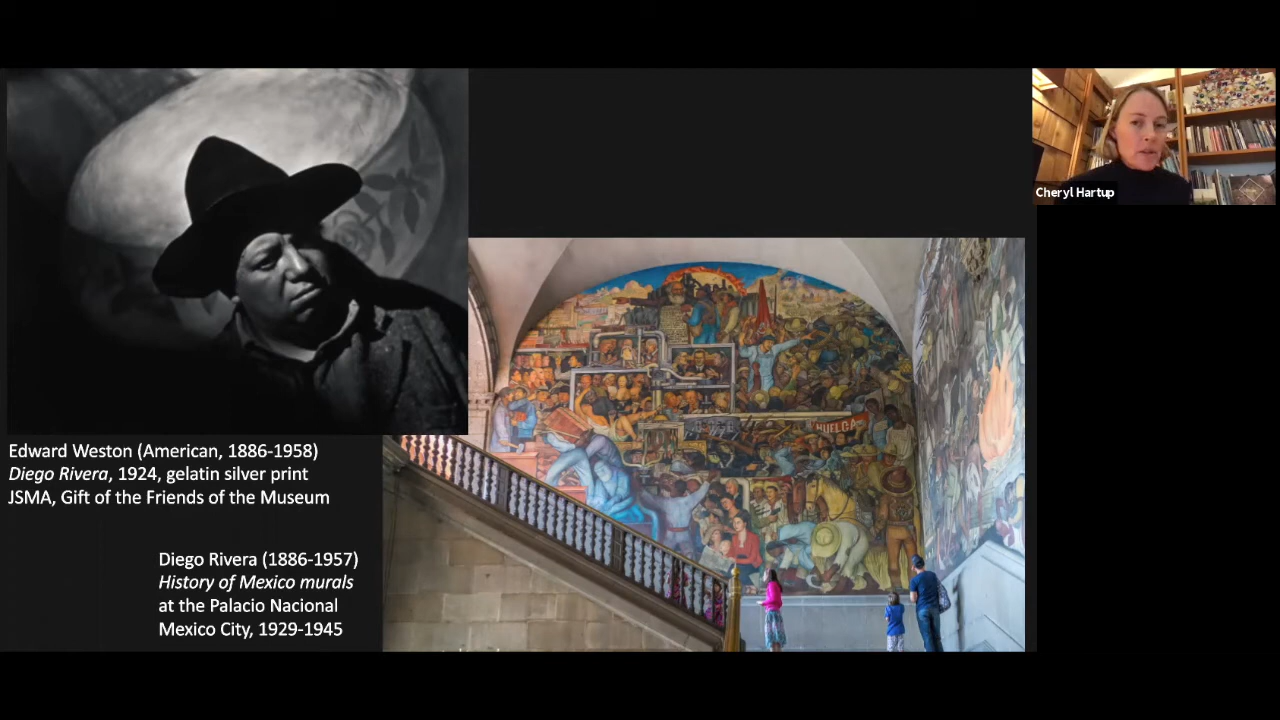 Cheryl Hartup
HUELGA
Edward Weston (American, 1886-1958)
Diego Rivera, 1924, gelatin silver print
JSMA, Gift of the Friends of the Museum
Diego Rivera (1886-1957)
History of Mexico murals
at the Palacio Nacional
Mexico City, 1929-1945